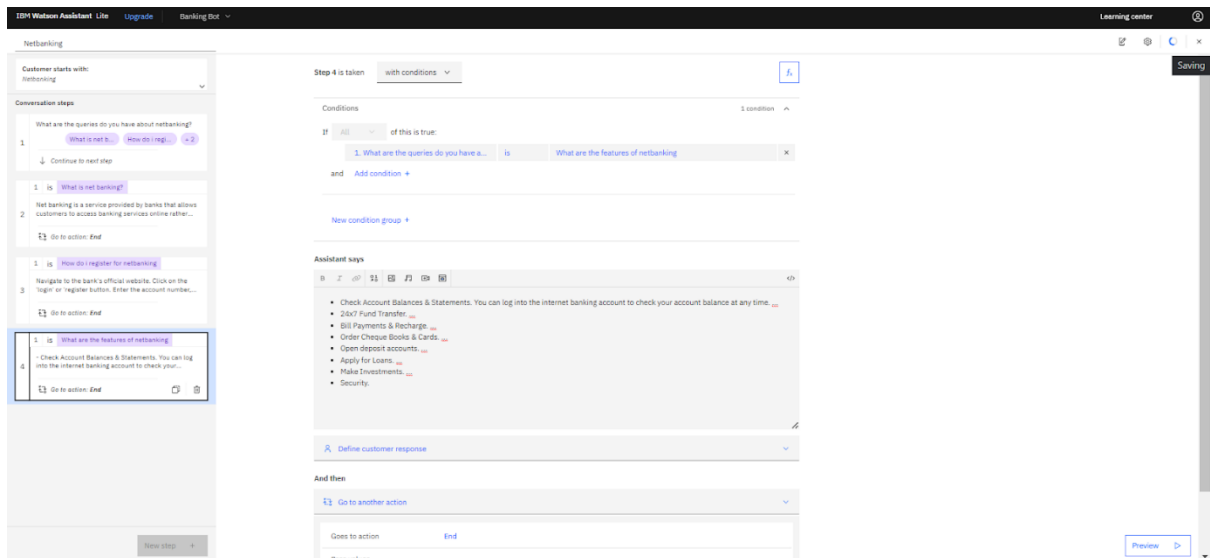 IBM Watson Assistant Lite Upgrade Banking Bot Learning center
Netbanking
Saving
Customer starts with:
Netbanking
Conversation steps
1
What are the queries do you have about netbanking?
What is net b... How do i regi... + 2
Continue to next step
2
1 is What is net banking?
Net banking is a service provided by banks that allows
customers to access banking services online rather...
Go to action: End
3
1 is How do i register for netbanking
Navigate to the bank's official website. Click on the
'login' or 'register button. Enter the account number,...
Go to action: End
4
1 is What are the features of netbanking
- Check Account Balances & Statements. You can log
into the internet banking account to check your...
Go to action: End
New step +
Step 4 is taken with conditions
fx
Conditions 1 condition
If All of this is true:
1. What are the queries do you have a... is What are the features of netbanking ×
and Add condition +
New condition group +
Assistant says
B I </>
• Check Account Balances & Statements. You can log into the internet banking account to check your account balance at any time.
• 24x7 Fund Transfer.
• Bill Payments & Recharge.
• Order Cheque Books & Cards.
• Open deposit accounts.
• Apply for Loans.
• Make Investments.
• Security.
Define customer response
And then
Go to another action
Goes to action End
Preview